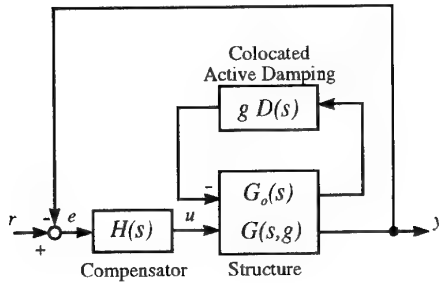 Colocated
Active Damping
g D(s)
-
G_o(s)
- r e u y
+
H(s)
G(s,g)
Compensator Structure